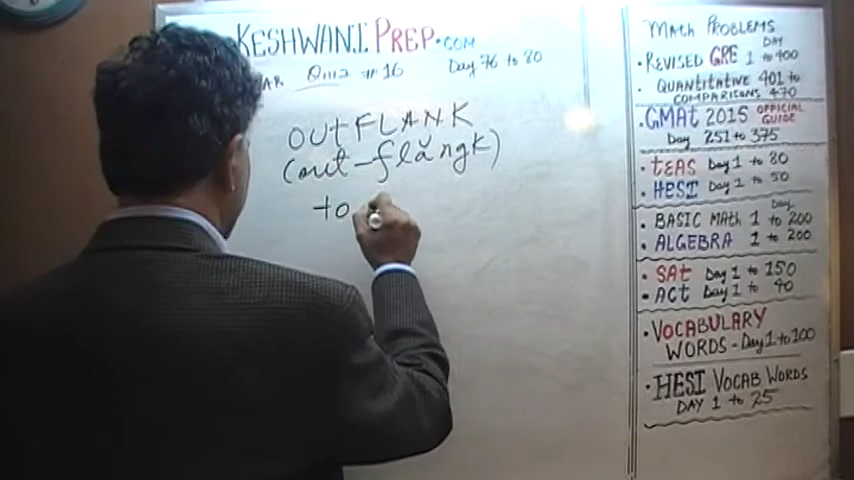 KESHWANI PREP.COM
Quiz #16 Day 76 to 80
OUTFLANK
(out-flăngk)
to
MATH PROBLEMS
DAY
• REVISED GRE 1 to 400
• QUANTITATIVE 401 to
COMPARISONS 470
• GMAT 2015 OFFICIAL GUIDE
Day 251 to 375
• TEAS Day 1 to 80
• HESI Day 1 to 50
Day
• BASIC MATH 1 to 200
• ALGEBRA 1 to 200
• SAT Day 1 to 150
• ACT Day 1 to 40
• VOCABULARY
WORDS - Day 1 to 100
• HESI VOCAB WORDS
DAY 1 to 25